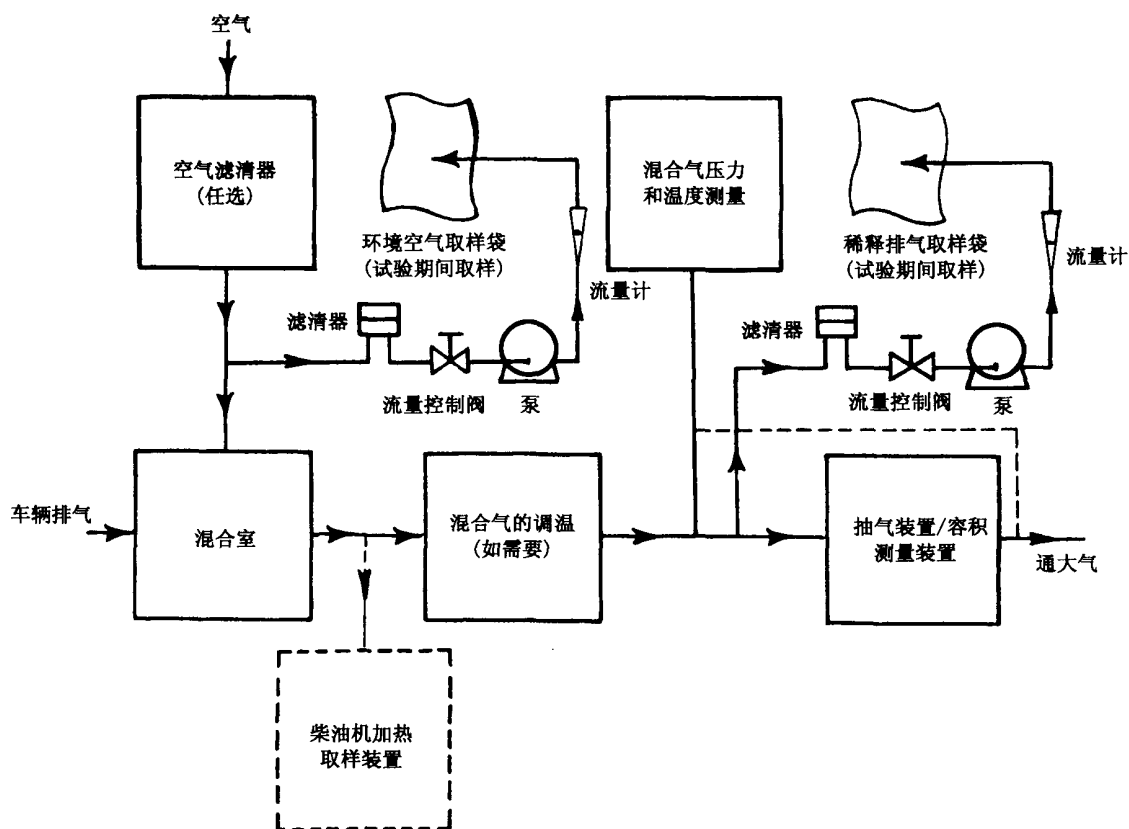 空气
空气滤清器
(任选)
环境空气取样袋
(试验期间取样)
流量计
滤清器
流量控制阀
泵
混合气压力
和温度测量
稀释排气取样袋
(试验期间取样)
流量计
滤清器
流量控制阀
泵
车辆排气
混合室
混合气的调温
(如需要)
抽气装置/容积
测量装置
通大气
柴油机加热
取样装置